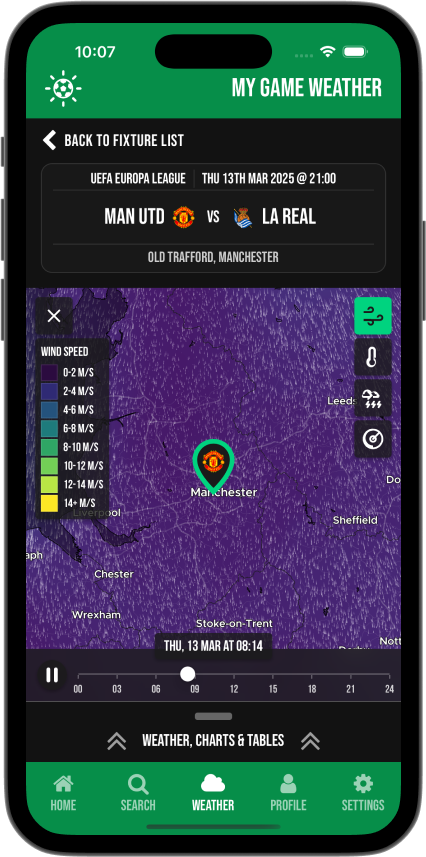 10:07
MY GAME WEATHER
BACK TO FIXTURE LIST
UEFA EUROPA LEAGUE | THU 13TH MAR 2025 @ 21:00
MAN UTD VS LA REAL
OLD TRAFFORD, MANCHESTER
WIND SPEED
0-2 M/S
2-4 M/S
4-6 M/S
6-8 M/S
8-10 M/S
10-12 M/S
12-14 M/S
14+ M/S
Leeds
Manchester
Do
Liverpool
Sheffield
aph
Chester
Wrexham
Stoke-on-Trent
Nott
Derby
THU, 13 MAR AT 08:14
00 03 06 09 12 15 18 21 24
WEATHER, CHARTS & TABLES
HOME SEARCH WEATHER PROFILE SETTINGS